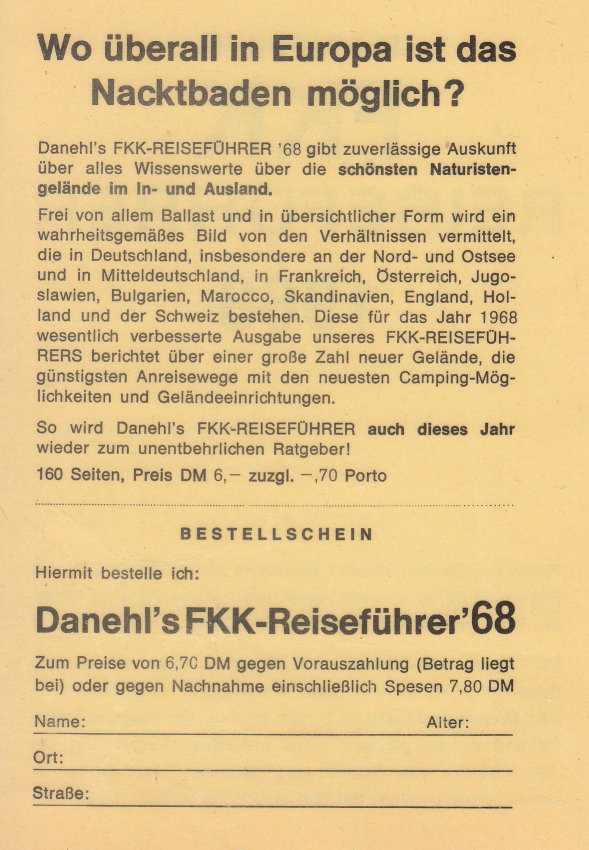 Wo überall in Europa ist das
Nacktbaden möglich?
Danehl's FKK-REISEFÜHRER '68 gibt zuverlässige Auskunft
über alles Wissenswerte über die schönsten Naturisten-
gelände im In- und Ausland.
Frei von allem Ballast und in übersichtlicher Form wird ein
wahrheitsgemäßes Bild von den Verhältnissen vermittelt,
die in Deutschland, insbesondere an der Nord- und Ostsee
und in Mitteldeutschland, in Frankreich, Österreich, Jugo-
slawien, Bulgarien, Marocco, Skandinavien, England, Hol-
land und der Schweiz bestehen. Diese für das Jahr 1968
wesentlich verbesserte Ausgabe unseres FKK-REISEFÜH-
RERS berichtet über einer große Zahl neuer Gelände, die
günstigsten Anreisewege mit den neuesten Camping-Mög-
lichkeiten und Geländeeinrichtungen.
So wird Danehl's FKK-REISEFÜHRER auch dieses Jahr
wieder zum unentbehrlichen Ratgeber!
160 Seiten, Preis DM 6,– zuzgl. –,70 Porto
BESTELLSCHEIN
Hiermit bestelle ich:
Danehl's FKK-Reiseführer '68
Zum Preise von 6,70 DM gegen Vorauszahlung (Betrag liegt
bei) oder gegen Nachnahme einschließlich Spesen 7,80 DM
Name: Alter:
Ort:
Straße: